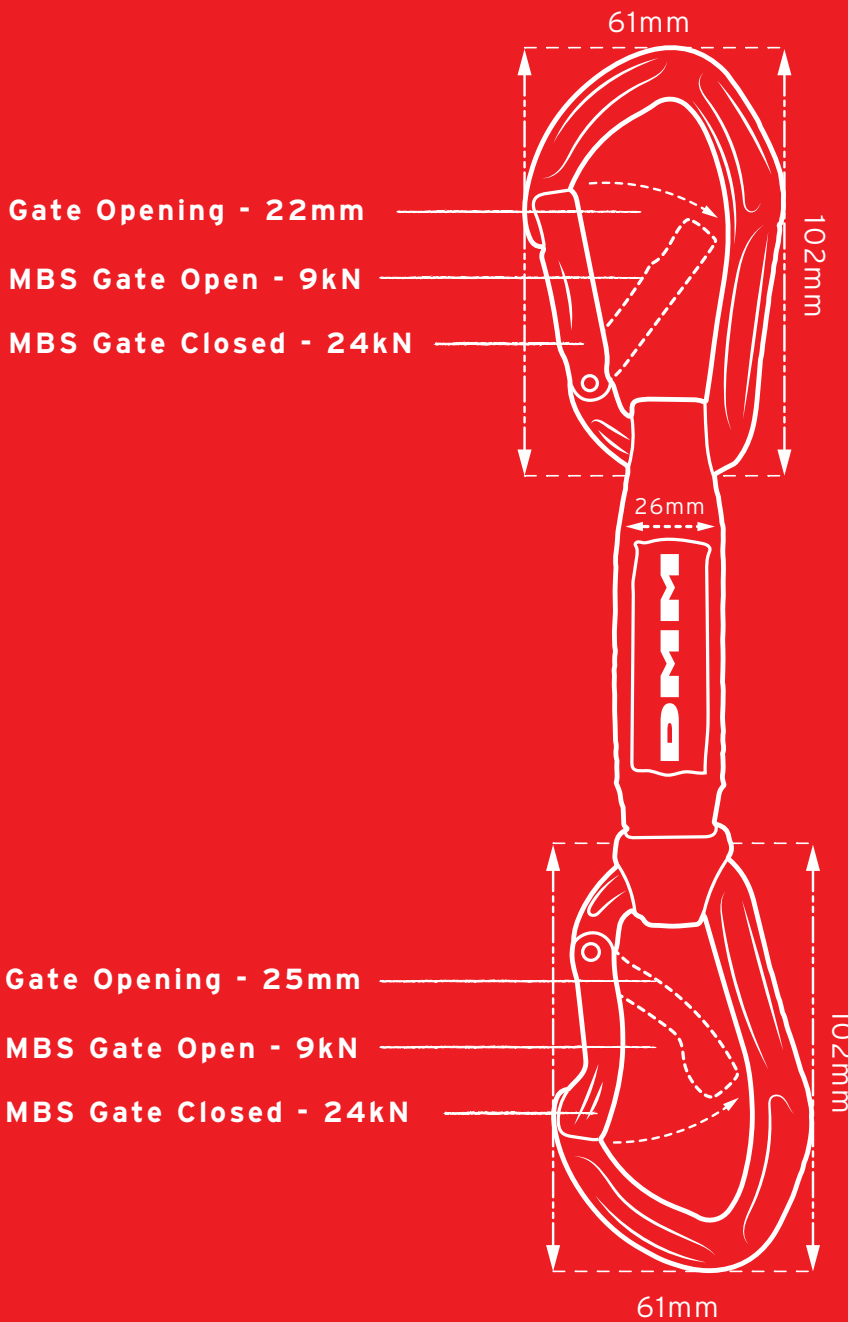 61mm
Gate Opening - 22mm
102mm
MBS Gate Open - 9kN
MBS Gate Closed - 24kN
26mm
DMM
Gate Opening - 25mm
102mm
MBS Gate Open - 9kN
MBS Gate Closed - 24kN
61mm